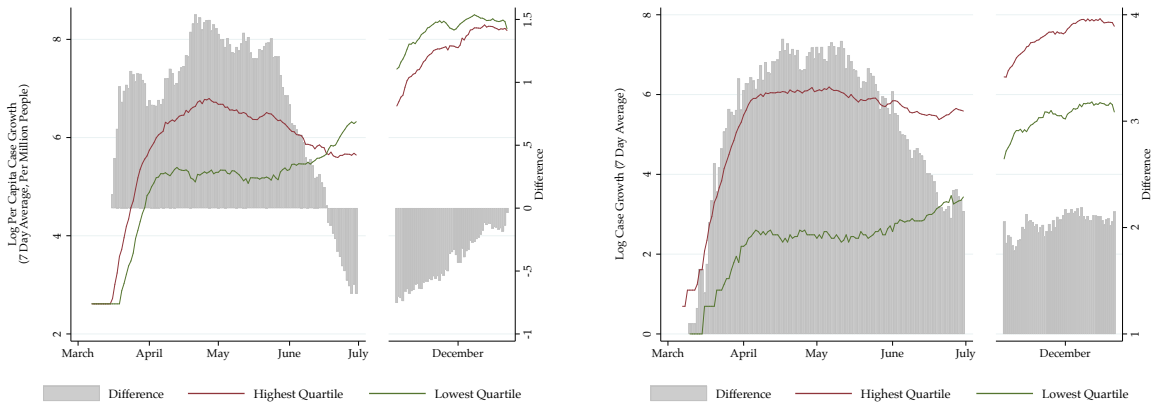 Log Per Capita Case Growth
(7 Day Average, Per Million People)
8
6
4
2
1.5
1
.5
0
-.5
-1
Difference
March April May June July
December
Difference Highest Quartile Lowest Quartile
Log Case Growth (7 Day Average)
8
6
4
2
0
4
3
2
1
Difference
March April May June July
December
Difference Highest Quartile Lowest Quartile